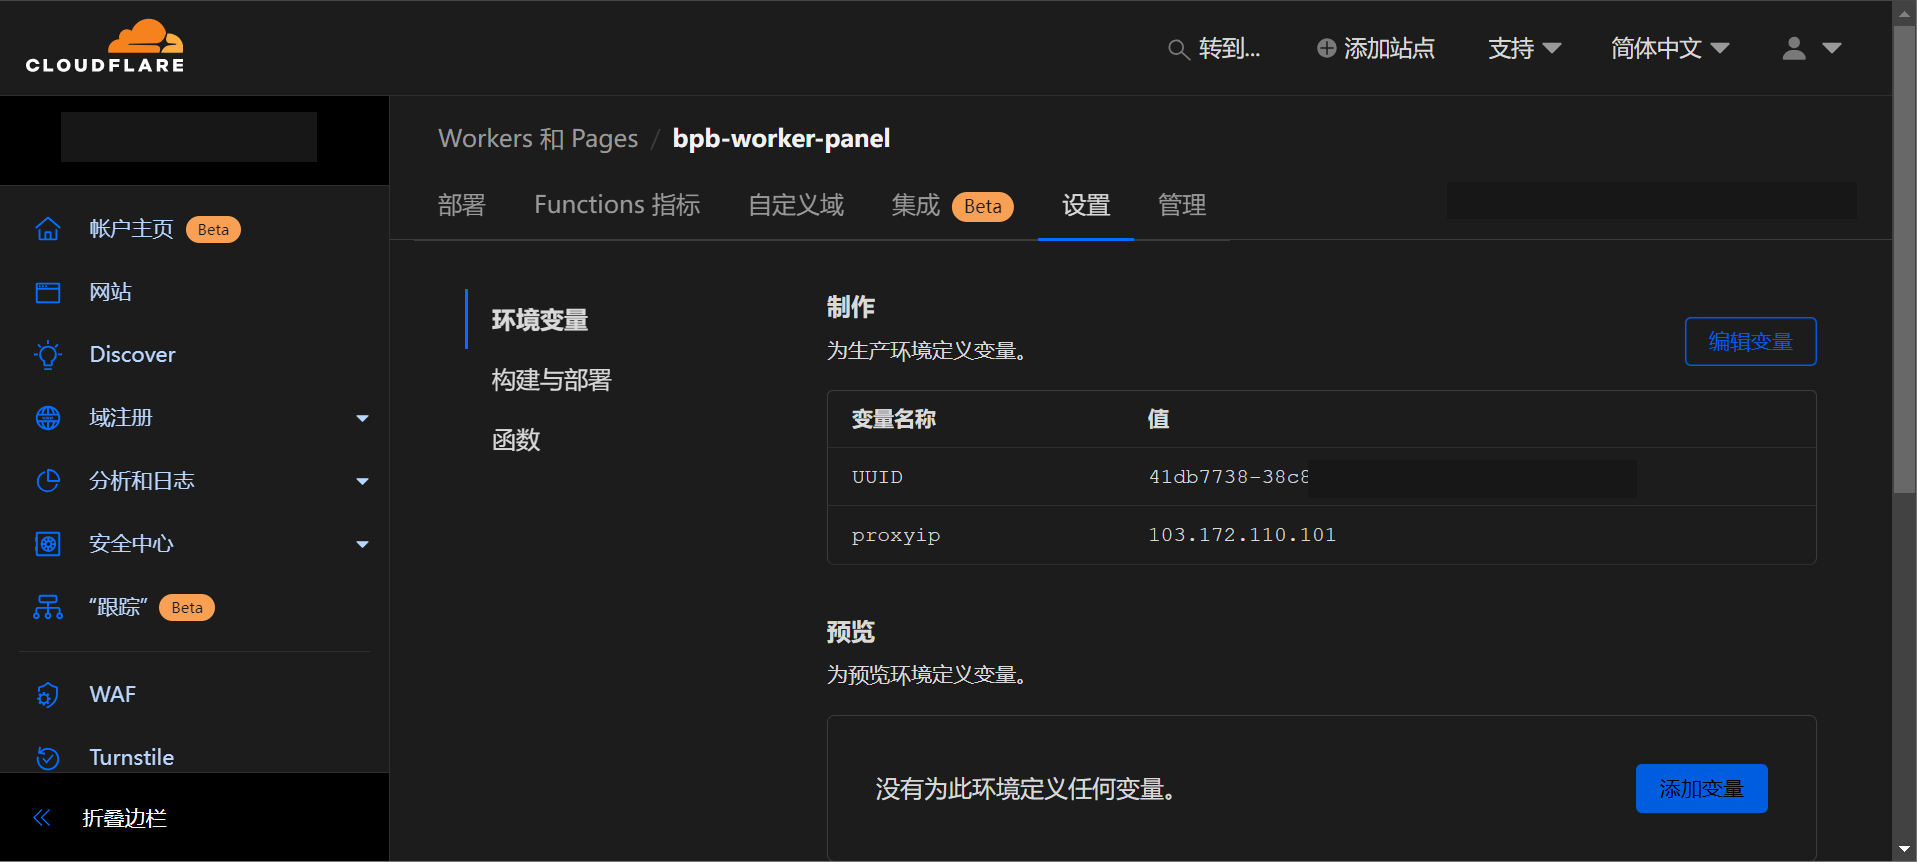 CLOUDFLARE
转到...
添加站点
支持
简体中文
Workers 和 Pages / bpb-worker-panel
部署
Functions 指标
自定义域
集成 Beta
设置
管理
帐户主页 Beta
网站
Discover
域注册
分析和日志
安全中心
“跟踪” Beta
WAF
Turnstile
折叠边栏
环境变量
构建与部署
函数
制作
为生产环境定义变量。
编辑变量
变量名称 值
UUID 41db7738-38c8
proxyip 103.172.110.101
预览
为预览环境定义变量。
没有为此环境定义任何变量。
添加变量